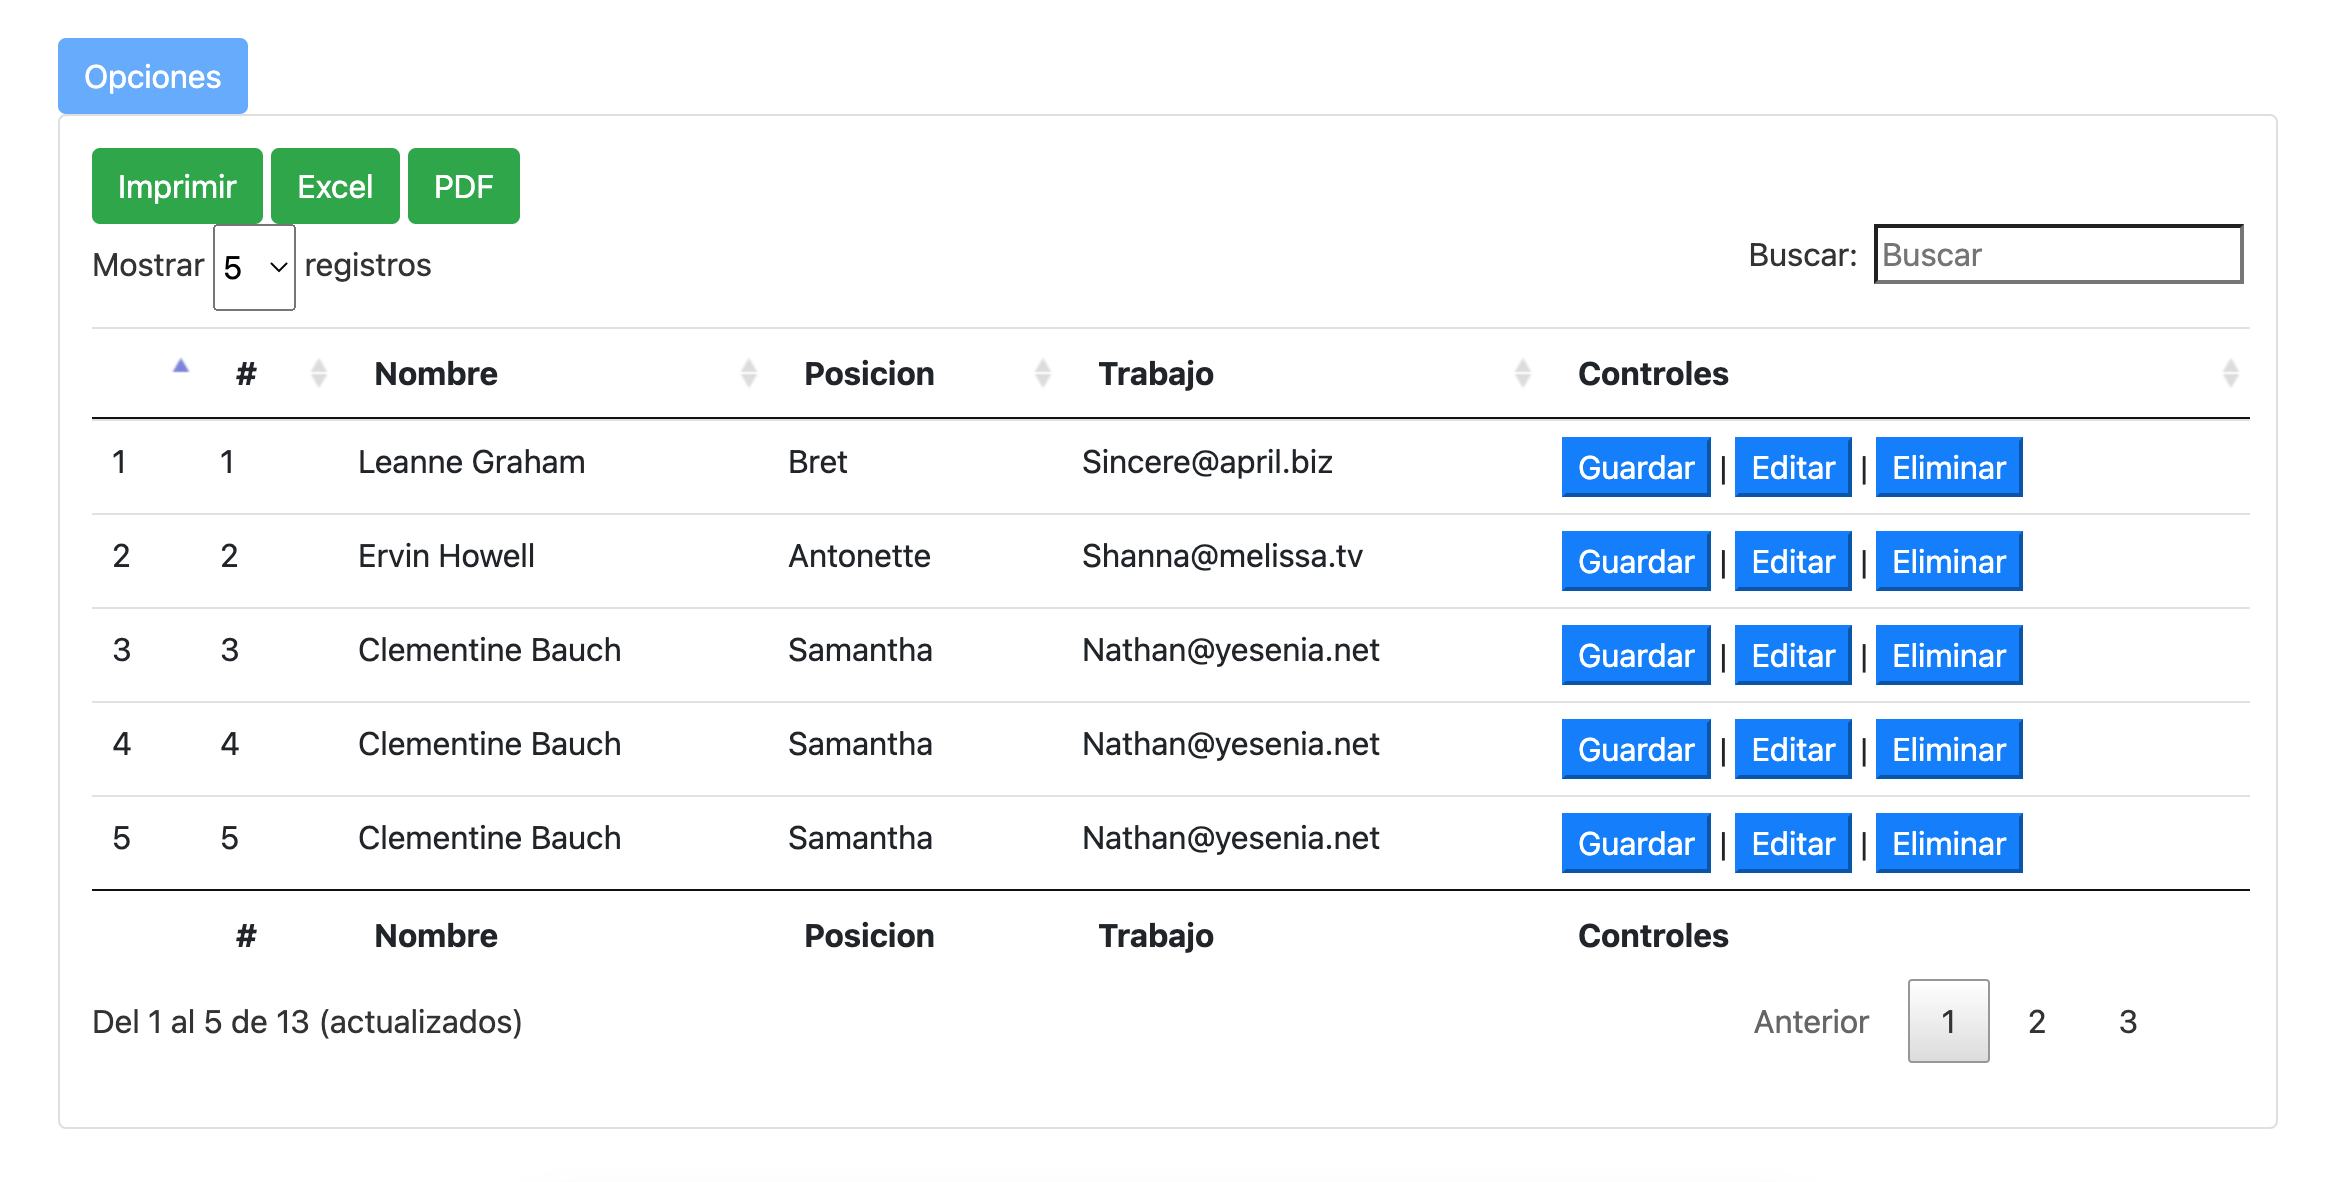 Opciones
Imprimir Excel PDF
Mostrar 5 registros Buscar: Buscar
# Nombre Posicion Trabajo Controles
1 1 Leanne Graham Bret Sincere@april.biz Guardar | Editar | Eliminar
2 2 Ervin Howell Antonette Shanna@melissa.tv Guardar | Editar | Eliminar
3 3 Clementine Bauch Samantha Nathan@yesenia.net Guardar | Editar | Eliminar
4 4 Clementine Bauch Samantha Nathan@yesenia.net Guardar | Editar | Eliminar
5 5 Clementine Bauch Samantha Nathan@yesenia.net Guardar | Editar | Eliminar
# Nombre Posicion Trabajo Controles
Del 1 al 5 de 13 (actualizados) Anterior 1 2 3